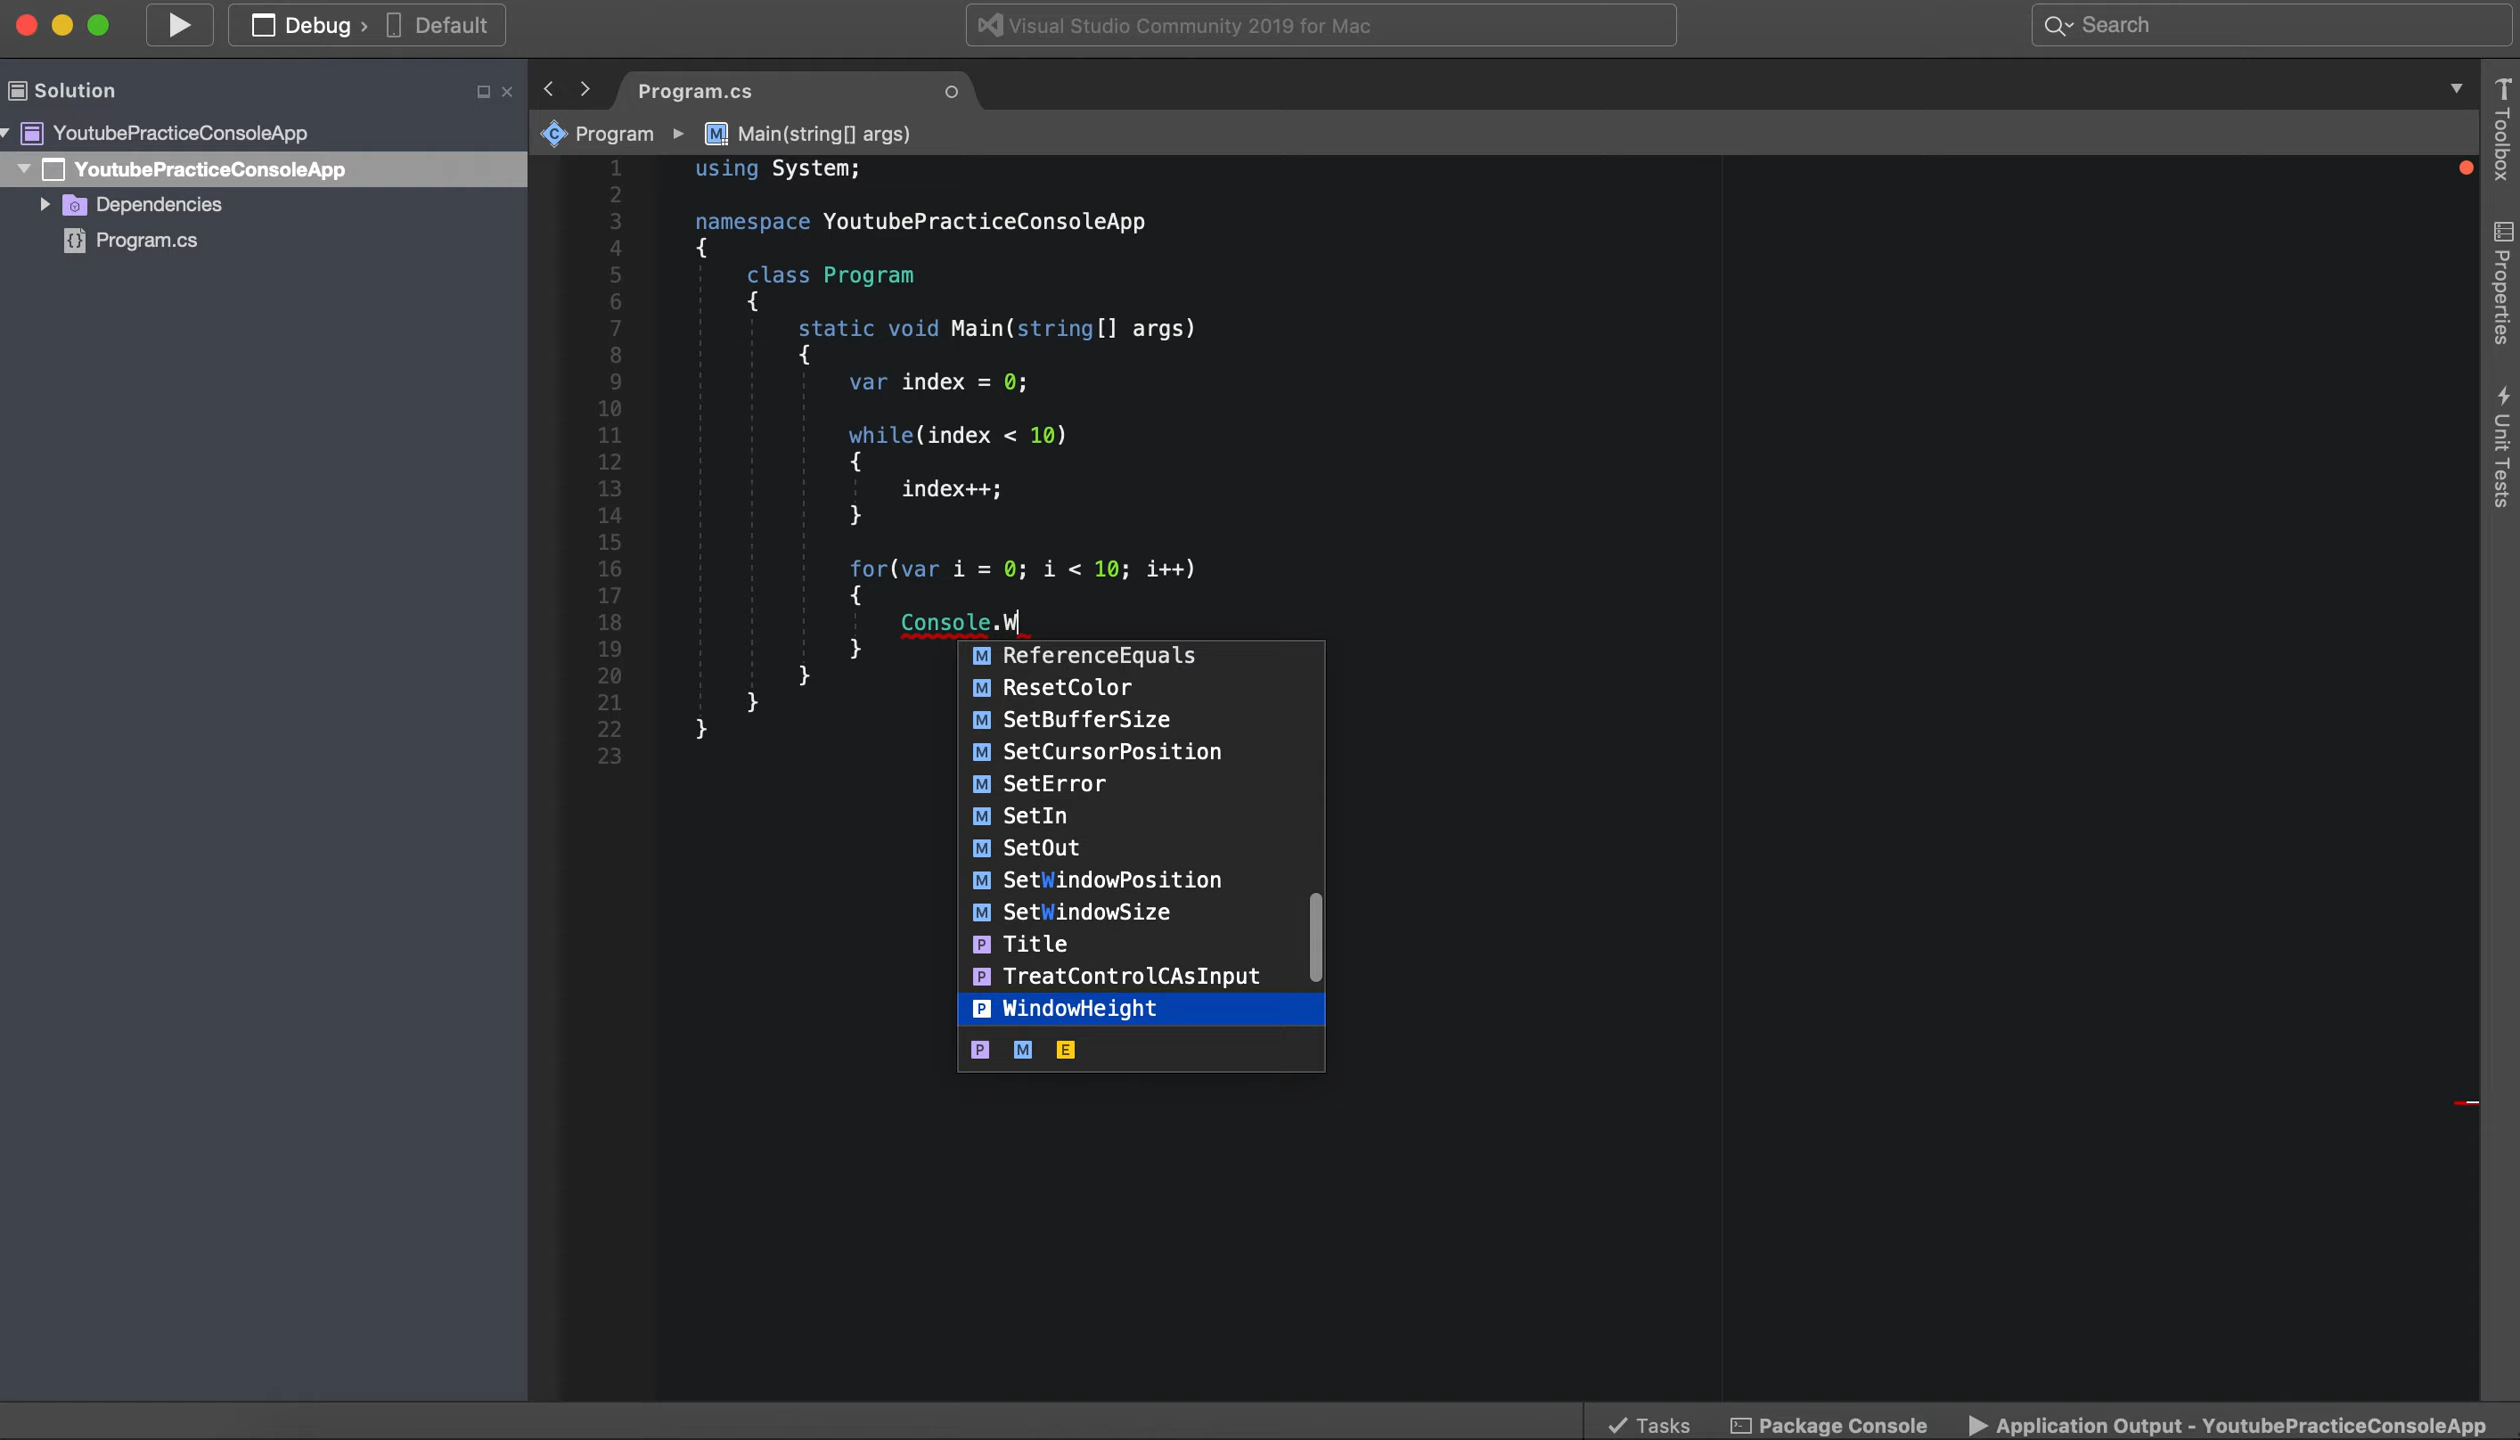 Debug › Default
Visual Studio Community 2019 for Mac
Search
Solution
YoutubePracticeConsoleApp
YoutubePracticeConsoleApp
Dependencies
Program.cs
Program.cs
Program
Main(string[] args)
1 using System;
2
3 namespace YoutubePracticeConsoleApp
4 {
5 class Program
6 {
7 static void Main(string[] args)
8 {
9 var index = 0;
10
11 while(index < 10)
12 {
13 index++;
14 }
15
16 for(var i = 0; i < 10; i++)
17 {
18 Console.W
19 }
20 }
21 }
22 }
23
M ReferenceEquals
M ResetColor
M SetBufferSize
M SetCursorPosition
M SetError
M SetIn
M SetOut
M SetWindowPosition
M SetWindowSize
P Title
P TreatControlCAsInput
P WindowHeight
P M E
Toolbox
Properties
Unit Tests
Tasks
Package Console
Application Output - YoutubePracticeConsoleApp